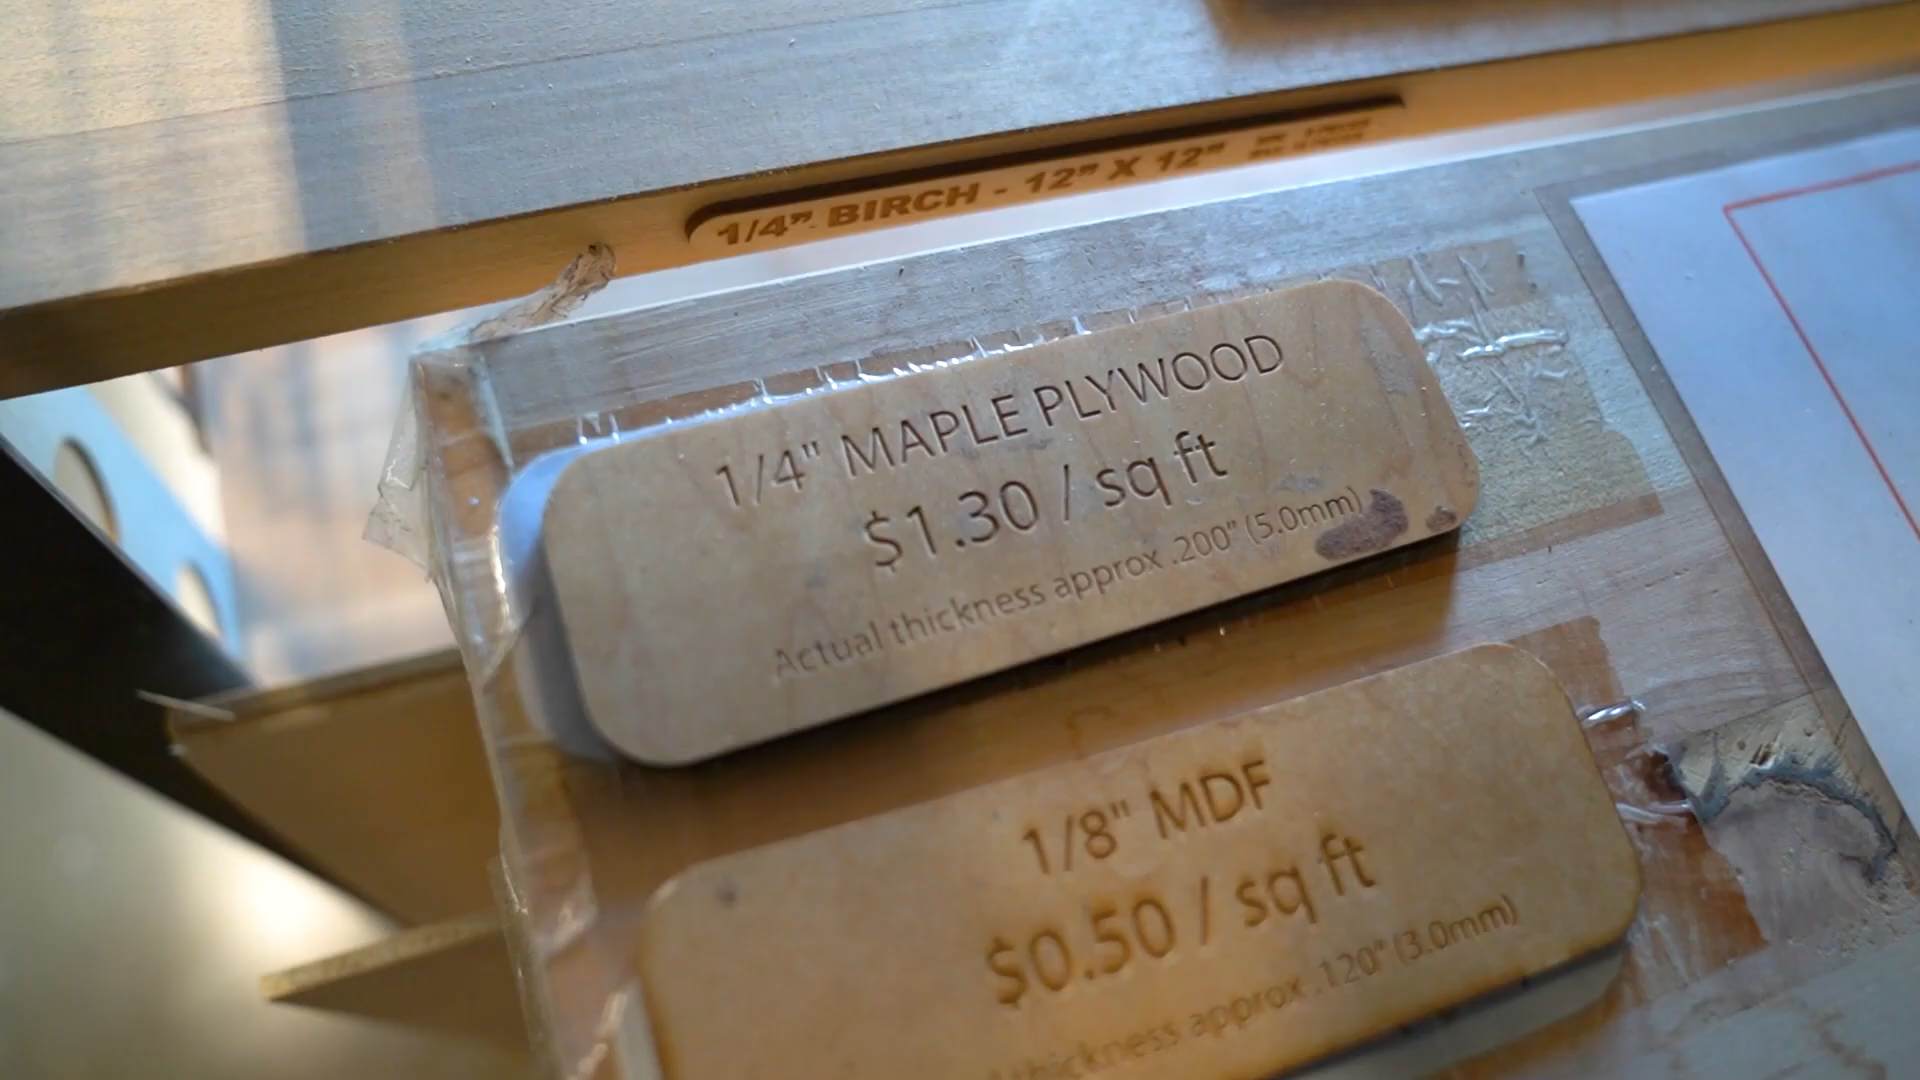 1/4” BIRCH - 12” X 12”
1/4" MAPLE PLYWOOD
$1.30 / sq ft
Actual thickness approx .200" (5.0mm)
1/8" MDF
$0.50 / sq ft
thickness approx .120" (3.0mm)